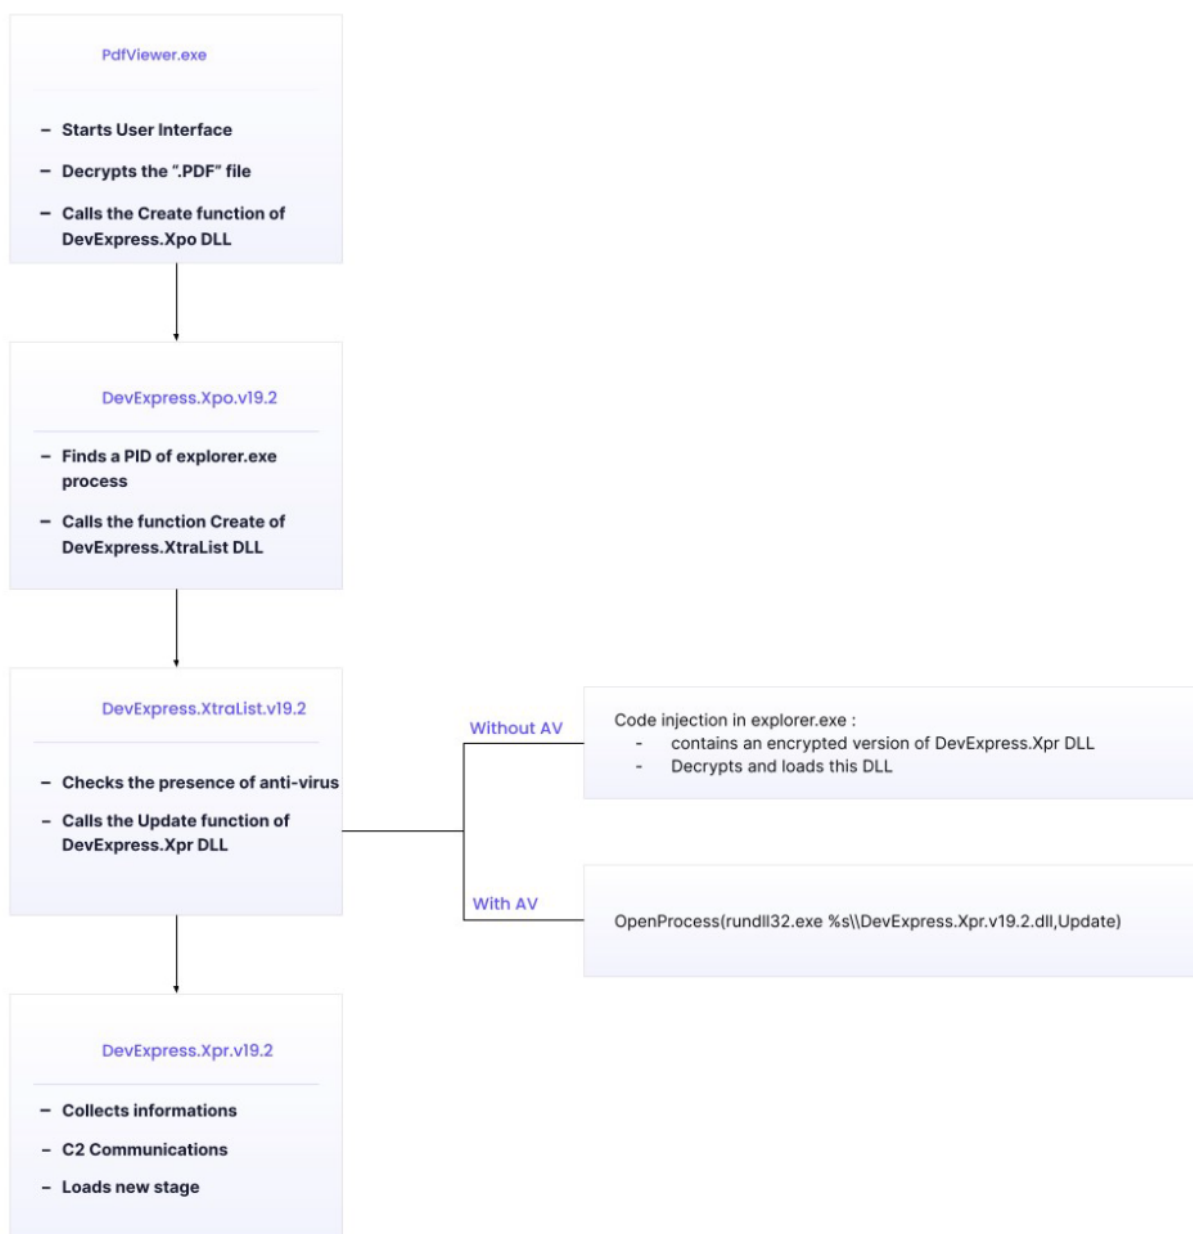 PdfViewer.exe
– Starts User Interface
– Decrypts the “.PDF” file
– Calls the Create function of
DevExpress.Xpo DLL
DevExpress.Xpo.v19.2
– Finds a PID of explorer.exe
process
– Calls the function Create of
DevExpress.XtraList DLL
DevExpress.XtraList.v19.2
– Checks the presence of anti-virus
– Calls the Update function of
DevExpress.Xpr DLL
Without AV
Code injection in explorer.exe :
- contains an encrypted version of DevExpress.Xpr DLL
- Decrypts and loads this DLL
With AV
OpenProcess(rundll32.exe %s\\DevExpress.Xpr.v19.2.dll,Update)
DevExpress.Xpr.v19.2
– Collects informations
– C2 Communications
– Loads new stage